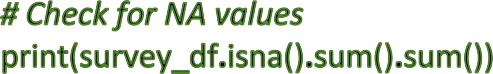 # Check for NA values
print(survey_df.isna().sum().sum())